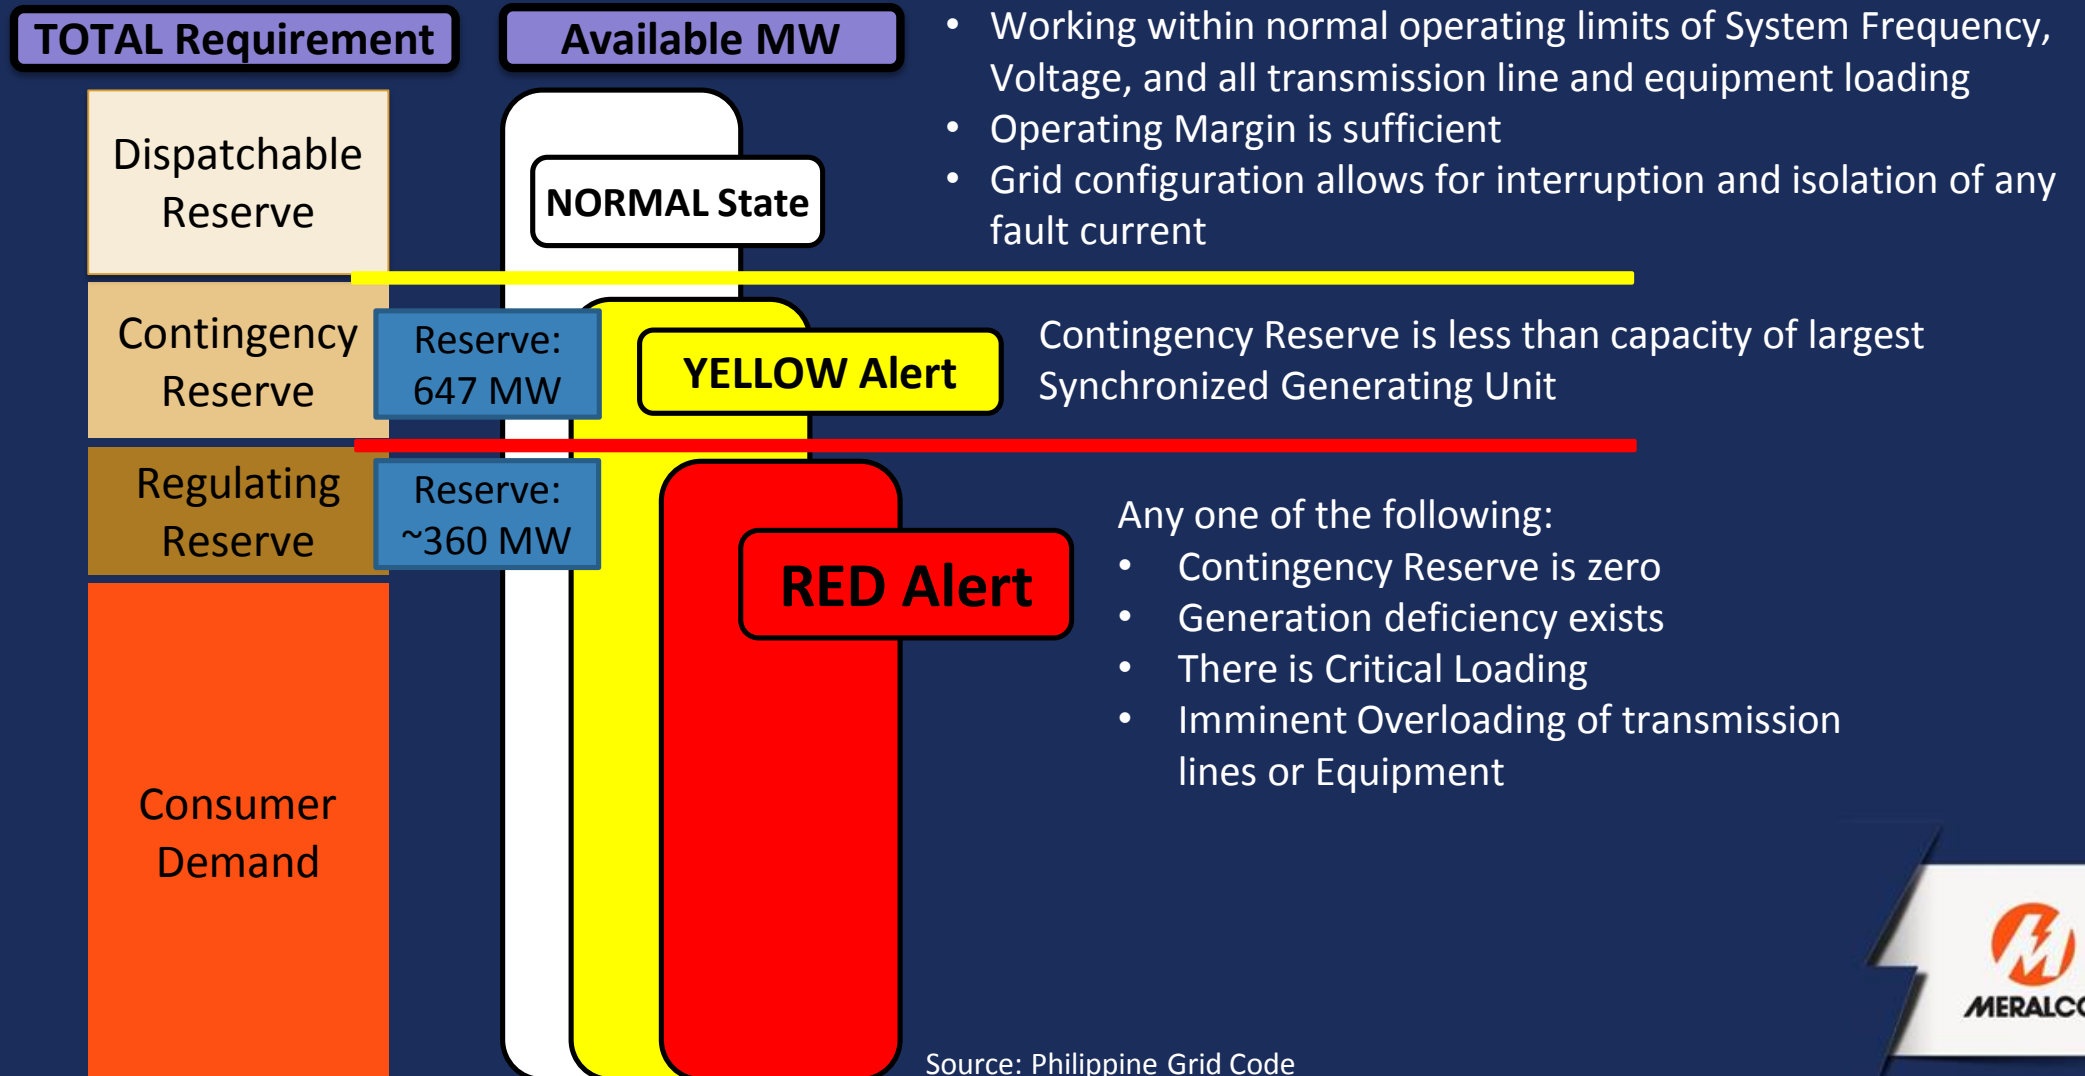 TOTAL Requirement
Available MW
Dispatchable
Reserve
Contingency
Reserve
Regulating
Reserve
Consumer
Demand
Reserve:
647 MW
Reserve:
~360 MW
NORMAL State
YELLOW Alert
RED Alert
• Working within normal operating limits of System Frequency,
Voltage, and all transmission line and equipment loading
• Operating Margin is sufficient
• Grid configuration allows for interruption and isolation of any
fault current
Contingency Reserve is less than capacity of largest
Synchronized Generating Unit
Any one of the following:
• Contingency Reserve is zero
• Generation deficiency exists
• There is Critical Loading
• Imminent Overloading of transmission
lines or Equipment
Source: Philippine Grid Code
MERALCO